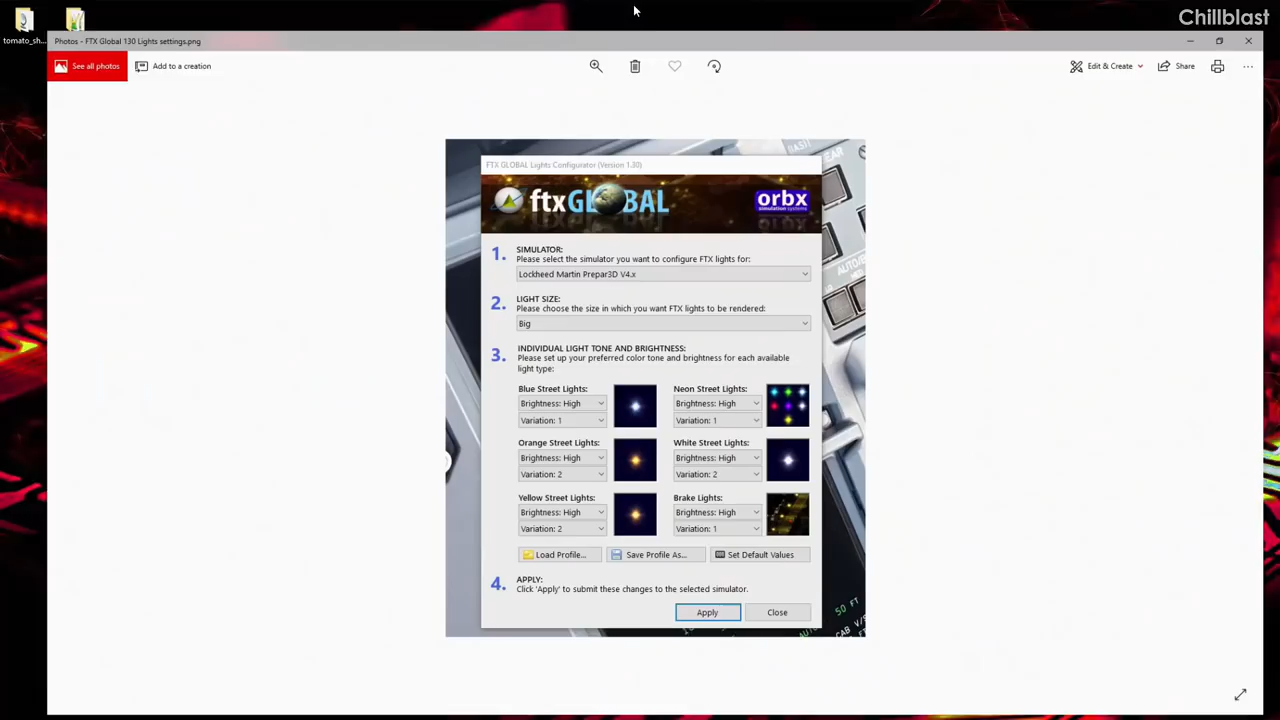 Chillblast
tomato_sh...
Photos - FTX Global 130 Lights settings.png
See all photos
Add to a creation
Edit & Create
Share
FTX GLOBAL Lights Configurator (Version 1.30)
ftxGLOBAL
orbx
simulation systems
1.
SIMULATOR:
Please select the simulator you want to configure FTX lights for:
Lockheed Martin Prepar3D V4.x
2.
LIGHT SIZE:
Please choose the size in which you want FTX lights to be rendered:
Big
3.
INDIVIDUAL LIGHT TONE AND BRIGHTNESS:
Please set up your preferred color tone and brightness for each available
light type:
Blue Street Lights:
Brightness: High
Variation: 1
Neon Street Lights:
Brightness: High
Variation: 1
Orange Street Lights:
Brightness: High
Variation: 2
White Street Lights:
Brightness: High
Variation: 2
Yellow Street Lights:
Brightness: High
Variation: 2
Brake Lights:
Brightness: High
Variation: 1
Load Profile...
Save Profile As...
Set Default Values
4.
APPLY:
Click 'Apply' to submit these changes to the selected simulator.
Apply
Close
50 FT